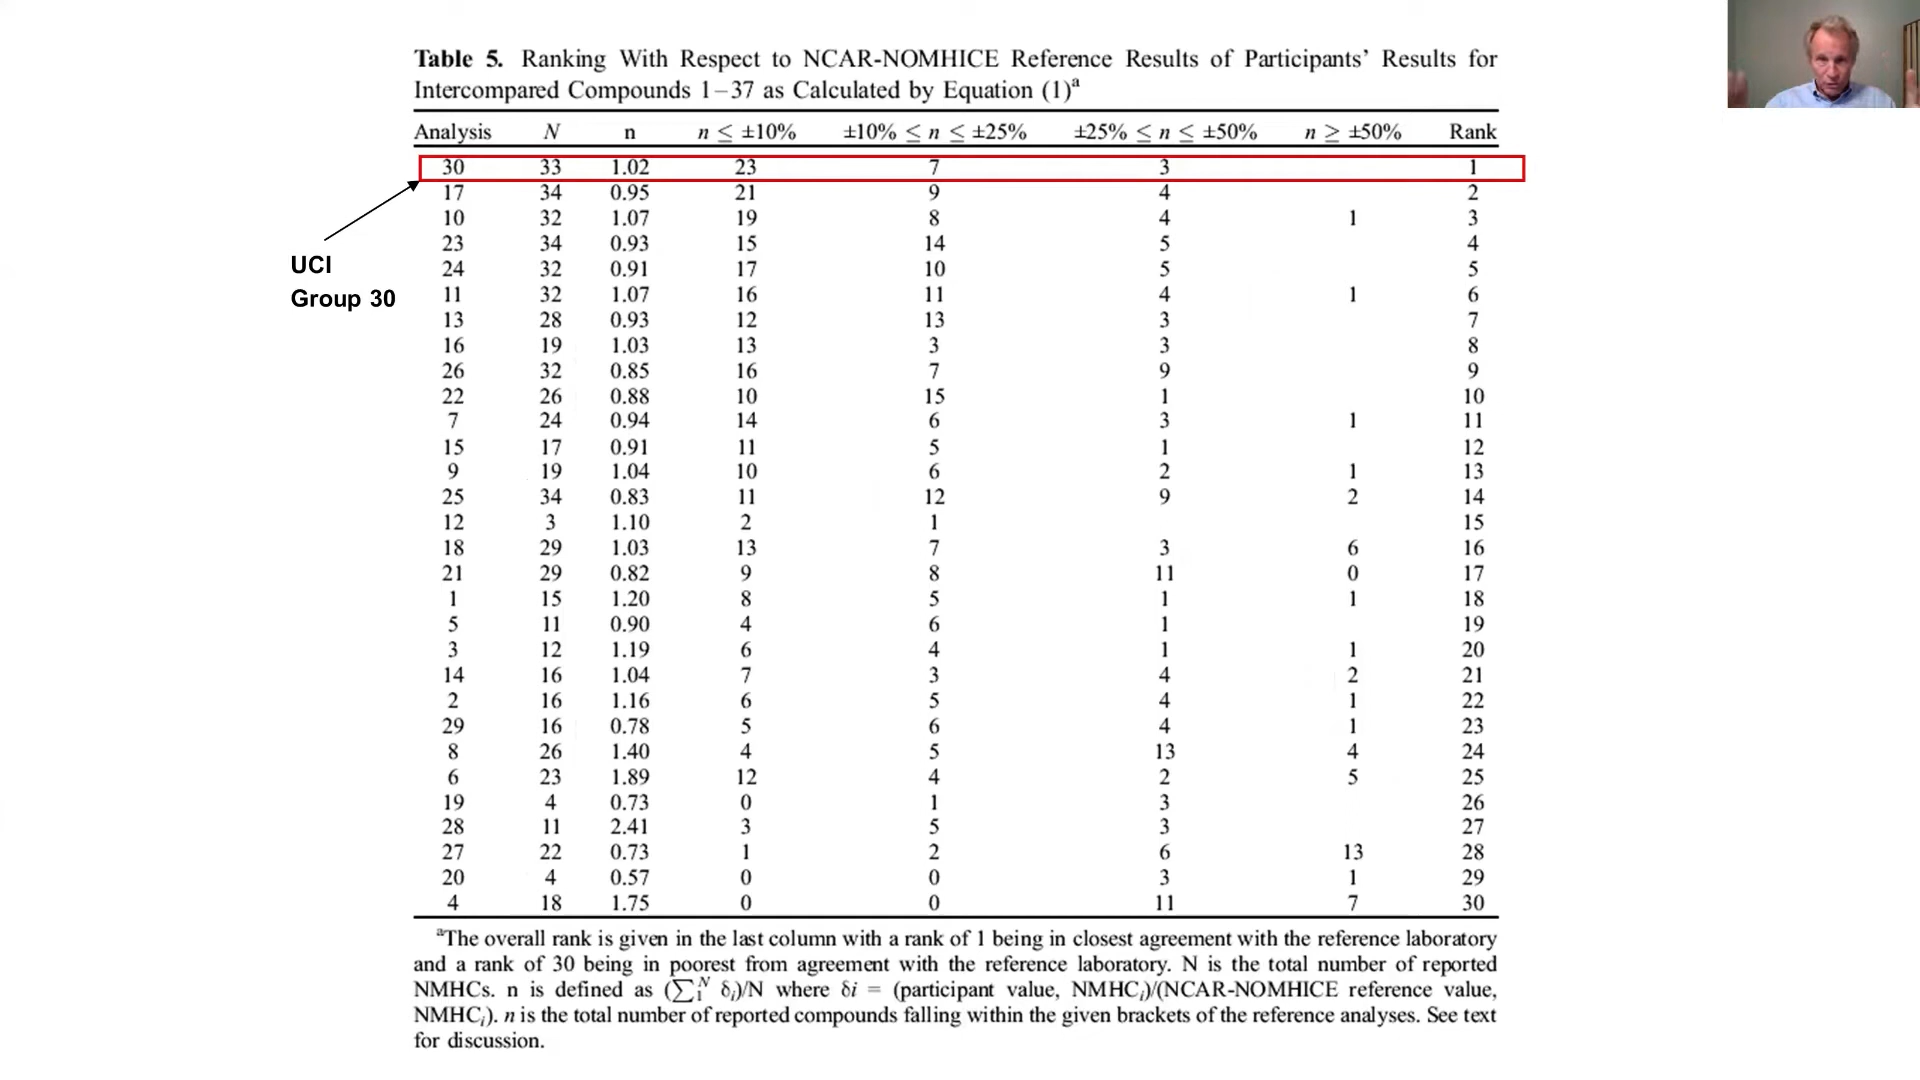 Table 5. Ranking With Respect to NCAR-NOMHICE Reference Results of Participants’ Results for
Intercompared Compounds 1–37 as Calculated by Equation (1)ᵃ
Analysis N n n ≤ ±10% ±10% ≤ n ≤ ±25% ±25% ≤ n ≤ ±50% n ≥ ±50% Rank
30 33 1.02 23 7 3 1
17 34 0.95 21 9 4 2
10 32 1.07 19 8 4 1 3
23 34 0.93 15 14 5 4
24 32 0.91 17 10 5 5
11 32 1.07 16 11 4 1 6
13 28 0.93 12 13 3 7
16 19 1.03 13 3 3 8
26 32 0.85 16 7 9 9
22 26 0.88 10 15 1 10
7 24 0.94 14 6 3 1 11
15 17 0.91 11 5 1 12
9 19 1.04 10 6 2 1 13
25 34 0.83 11 12 9 2 14
12 3 1.10 2 1 15
18 29 1.03 13 7 3 6 16
21 29 0.82 9 8 11 0 17
1 15 1.20 8 5 1 1 18
5 11 0.90 4 6 1 19
3 12 1.19 6 4 1 1 20
14 16 1.04 7 3 4 2 21
2 16 1.16 6 5 4 1 22
29 16 0.78 5 6 4 1 23
8 26 1.40 4 5 13 4 24
6 23 1.89 12 4 2 5 25
19 4 0.73 0 1 3 26
28 11 2.41 3 5 3 27
27 22 0.73 1 2 6 13 28
20 4 0.57 0 0 3 1 29
4 18 1.75 0 0 11 7 30
UCI
Group 30
ᵃThe overall rank is given in the last column with a rank of 1 being in closest agreement with the reference laboratory
and a rank of 30 being in poorest from agreement with the reference laboratory. N is the total number of reported
NMHCs. n is defined as (∑₁ᴺ δᵢ)/N where δi = (participant value, NMHCᵢ)/(NCAR-NOMHICE reference value,
NMHCᵢ). n is the total number of reported compounds falling within the given brackets of the reference analyses. See text
for discussion.